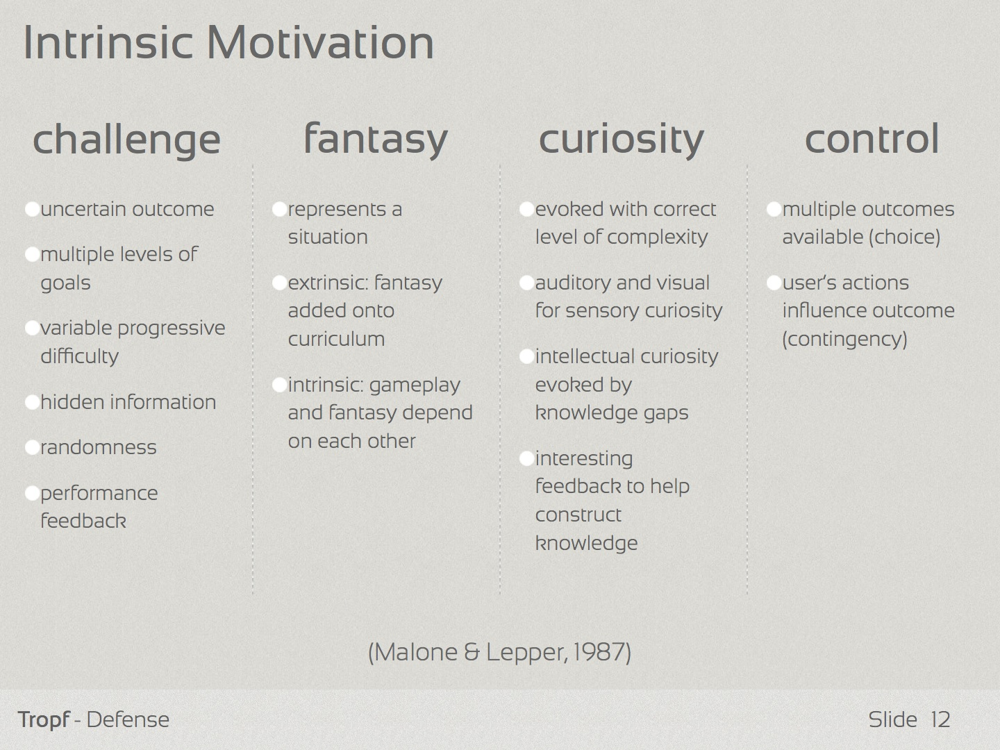 Intrinsic Motivation
challenge
uncertain outcome
multiple levels of
goals
variable progressive
difficulty
hidden information
randomness
performance
feedback
fantasy
represents a
situation
extrinsic: fantasy
added onto
curriculum
intrinsic: gameplay
and fantasy depend
on each other
curiosity
evoked with correct
level of complexity
auditory and visual
for sensory curiosity
intellectual curiosity
evoked by
knowledge gaps
interesting
feedback to help
construct
knowledge
control
multiple outcomes
available (choice)
user's actions
influence outcome
(contingency)
(Malone & Lepper, 1987)
Tropf - Defense
Slide 12